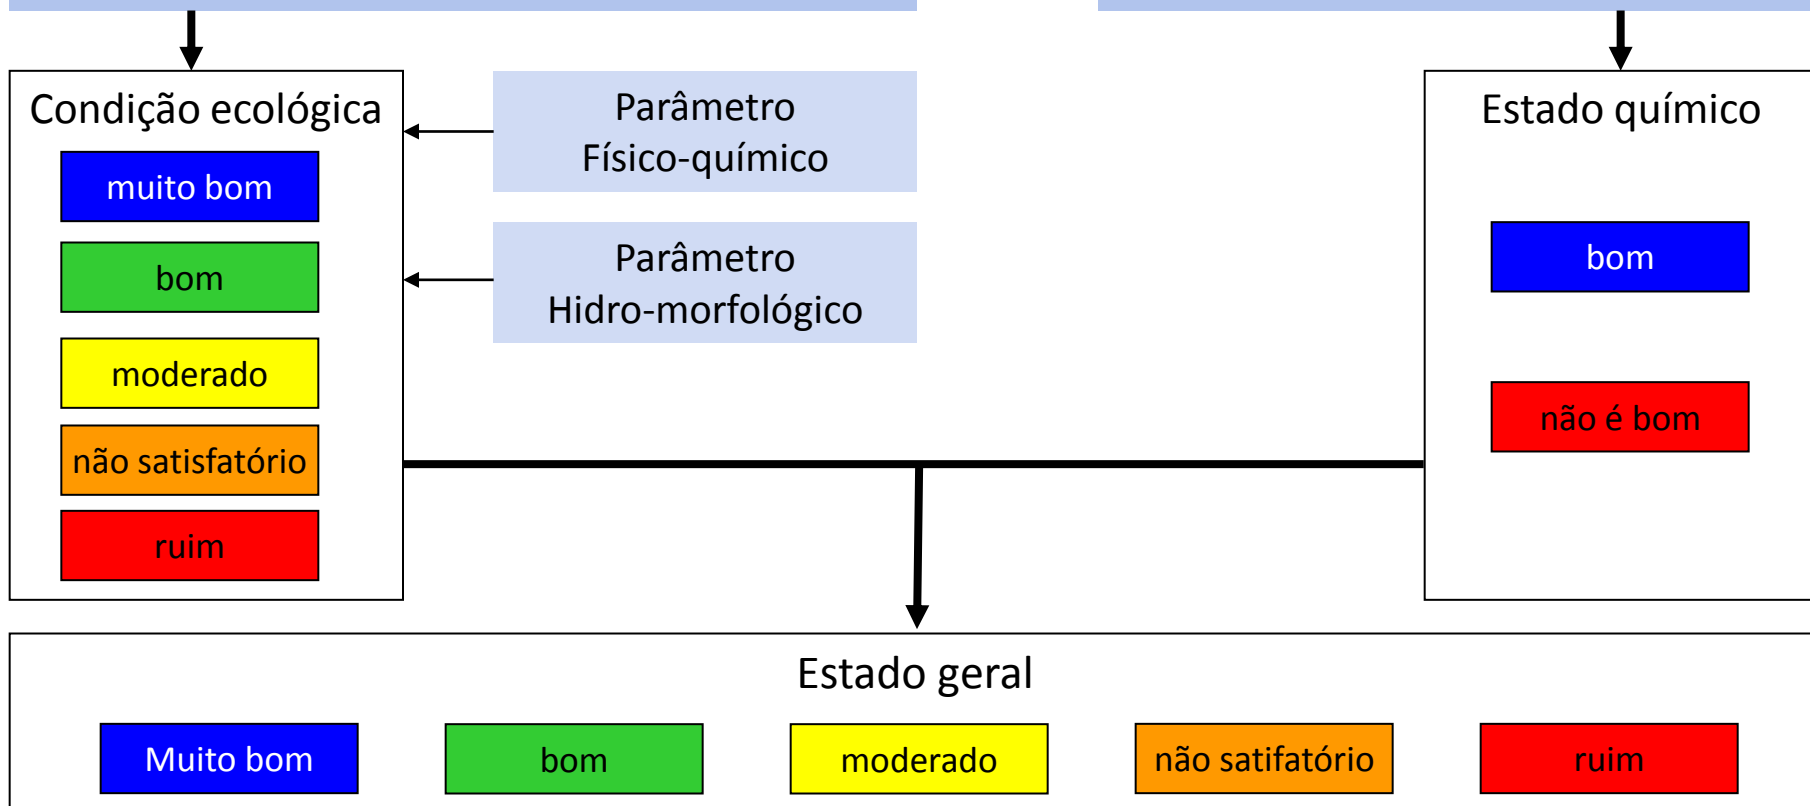 Condição ecológica
muito bom
bom
moderado
não satisfatório
ruim
Parâmetro
Físico-químico
Parâmetro
Hidro-morfológico
Estado químico
bom
não é bom
Estado geral
Muito bom
bom
moderado
não satifatório
ruim